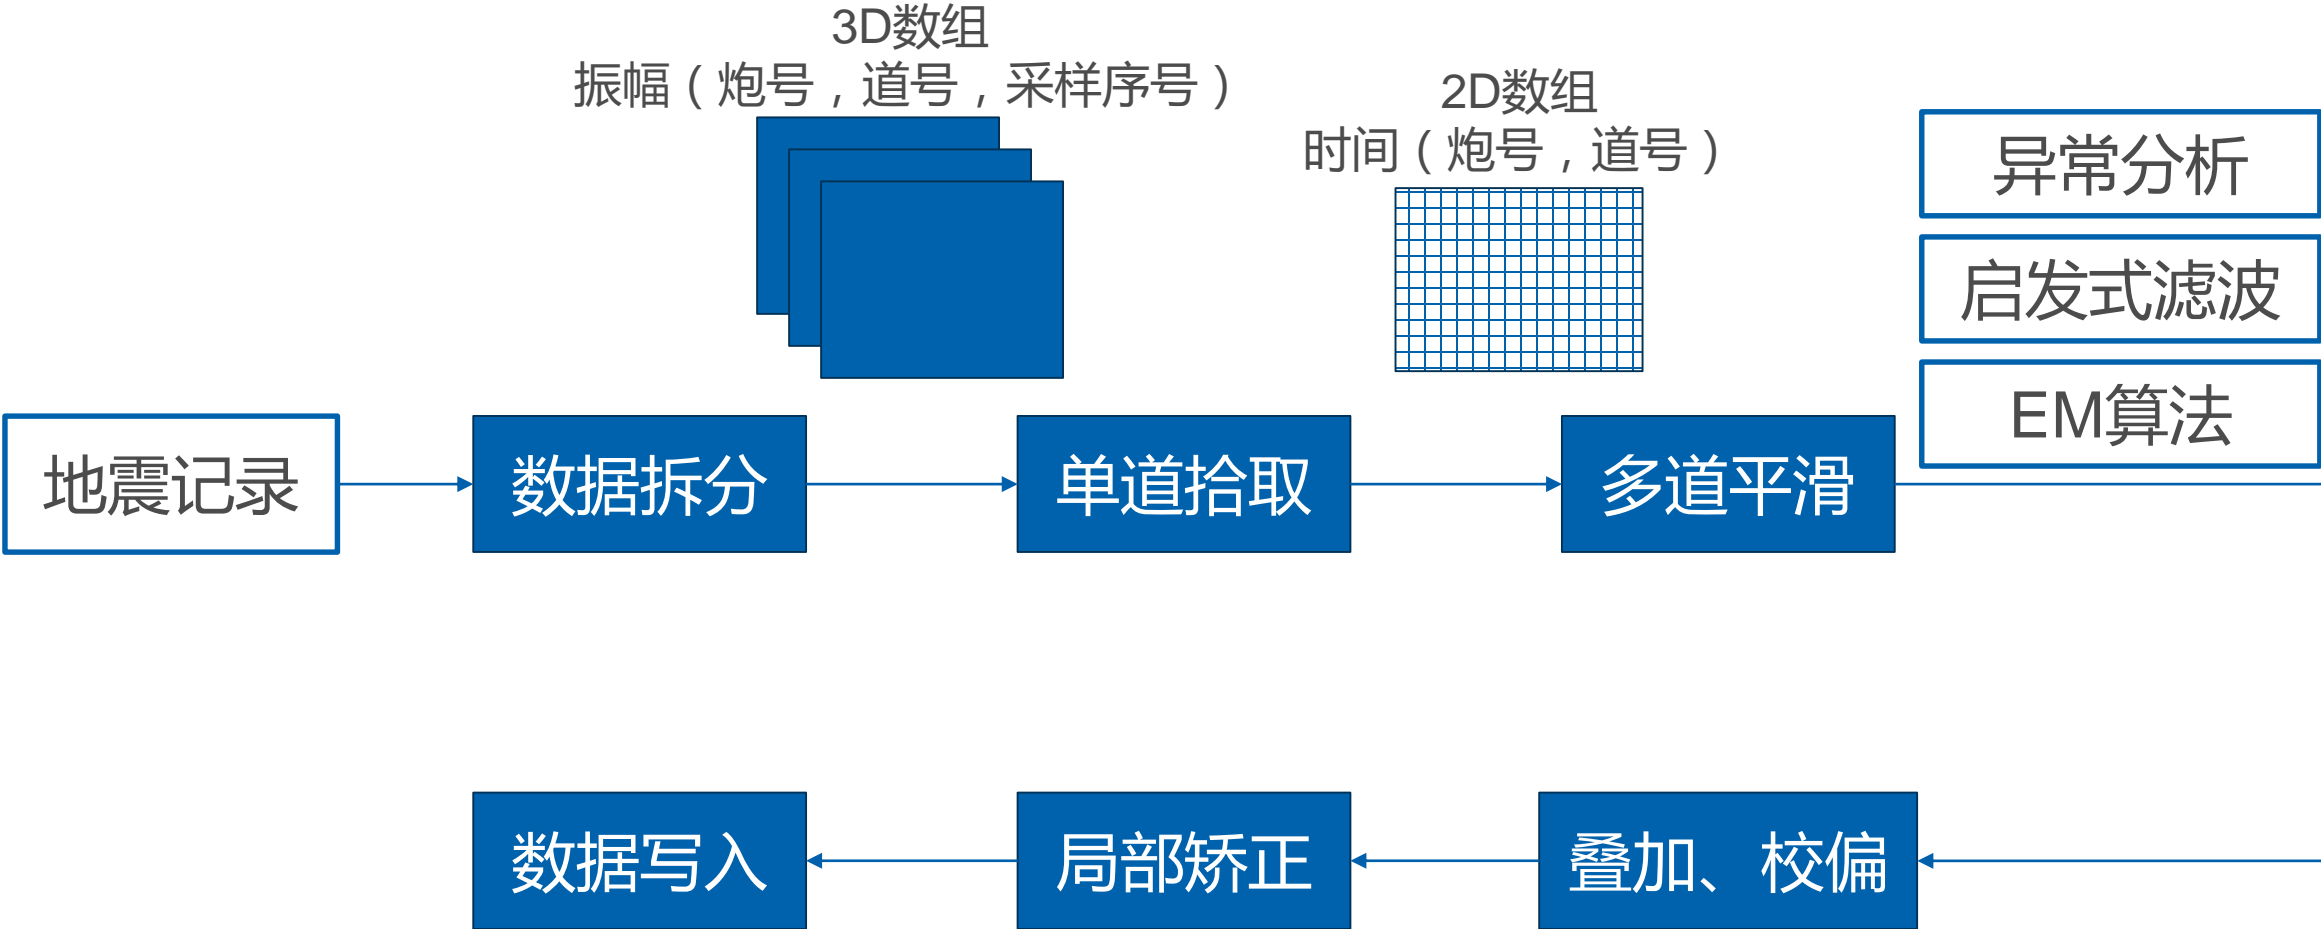 3D数组
振幅（炮号，道号，采样序号）
2D数组
时间（炮号，道号）
异常分析
启发式滤波
EM算法
地震记录
数据拆分
单道拾取
多道平滑
数据写入
局部矫正
叠加、校偏